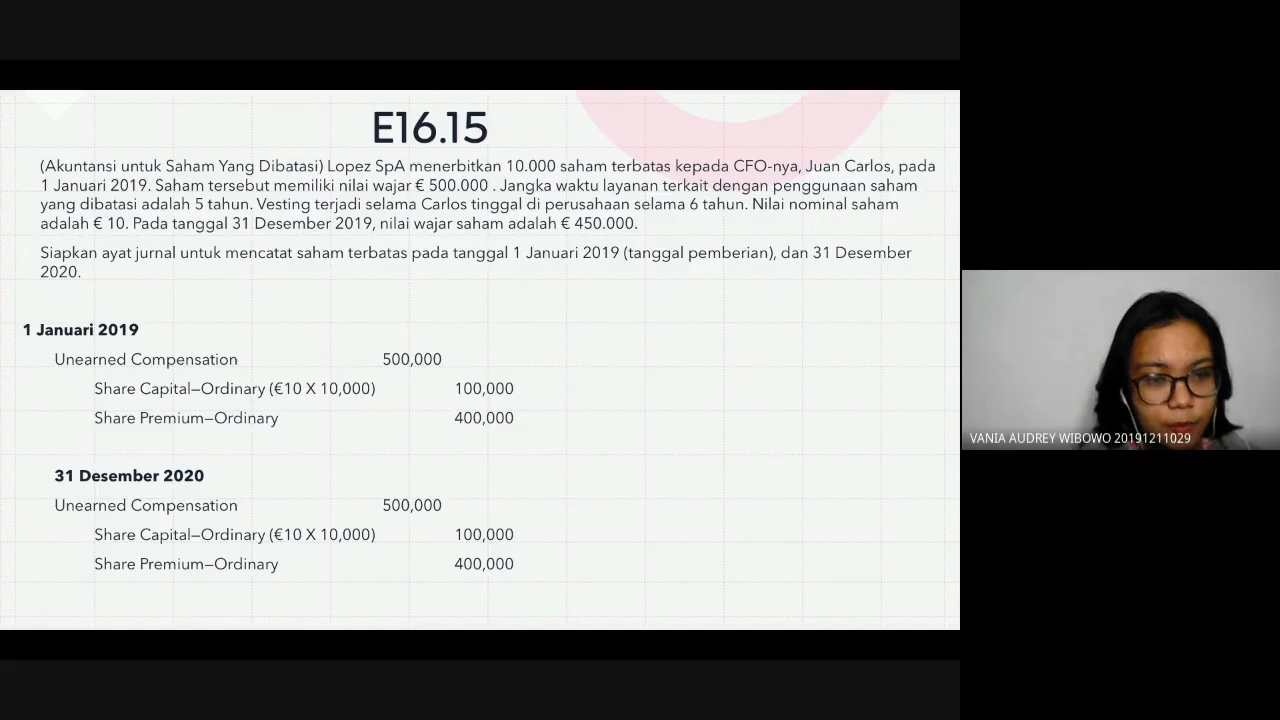 E16.15
(Akuntansi untuk Saham Yang Dibatasi) Lopez SpA menerbitkan 10.000 saham terbatas kepada CFO-nya, Juan Carlos, pada
1 Januari 2019. Saham tersebut memiliki nilai wajar € 500.000 . Jangka waktu layanan terkait dengan penggunaan saham
yang dibatasi adalah 5 tahun. Vesting terjadi selama Carlos tinggal di perusahaan selama 6 tahun. Nilai nominal saham
adalah € 10. Pada tanggal 31 Desember 2019, nilai wajar saham adalah € 450.000.
Siapkan ayat jurnal untuk mencatat saham terbatas pada tanggal 1 Januari 2019 (tanggal pemberian), dan 31 Desember
2020.
1 Januari 2019
Unearned Compensation 500,000
Share Capital—Ordinary (€10 X 10,000) 100,000
Share Premium—Ordinary 400,000
31 Desember 2020
Unearned Compensation 500,000
Share Capital—Ordinary (€10 X 10,000) 100,000
Share Premium—Ordinary 400,000
VANIA AUDREY WIBOWO 20191211029